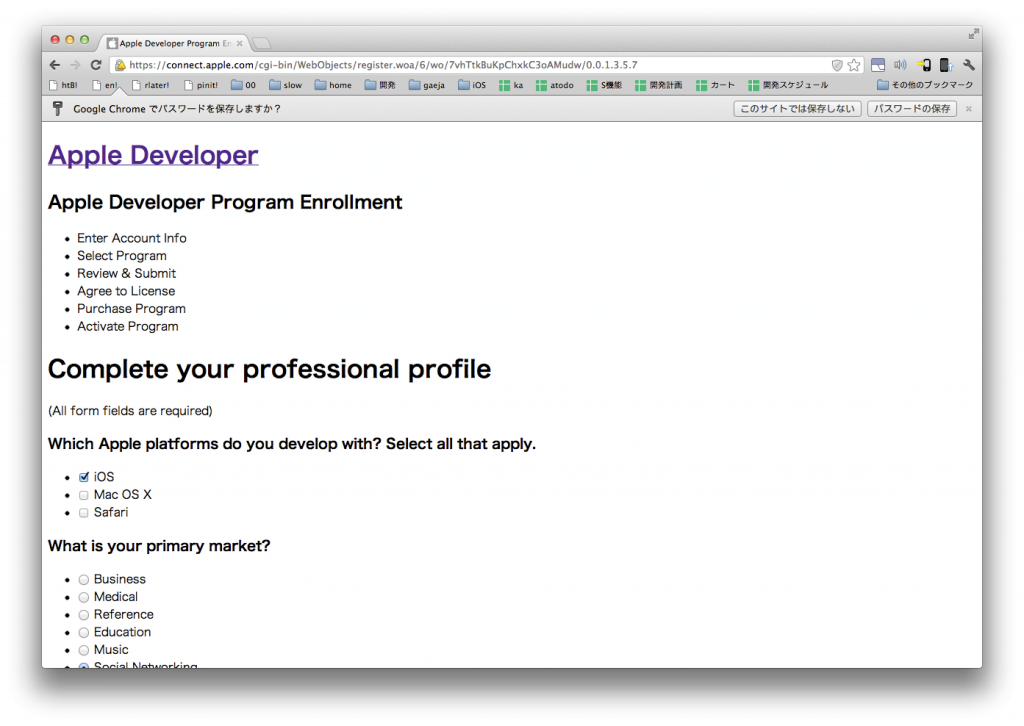 Apple Developer Program En
https://connect.apple.com/cgi-bin/WebObjects/register.woa/6/wo/7vhTtkBuKpChxkC3oAMudw/0.0.1.3.5.7
htB! en!. rlater! pinit! 00 slow home 開発 gaeja iOS ka atodo S機能 開発計画 カート 開発スケジュール その他のブックマーク
Google Chrome でパスワードを保存しますか? このサイトでは保存しない パスワードの保存
Apple Developer
Apple Developer Program Enrollment
Enter Account Info
Select Program
Review & Submit
Agree to License
Purchase Program
Activate Program
Complete your professional profile
(All form fields are required)
Which Apple platforms do you develop with? Select all that apply.
iOS
Mac OS X
Safari
What is your primary market?
Business
Medical
Reference
Education
Music
Social Networking